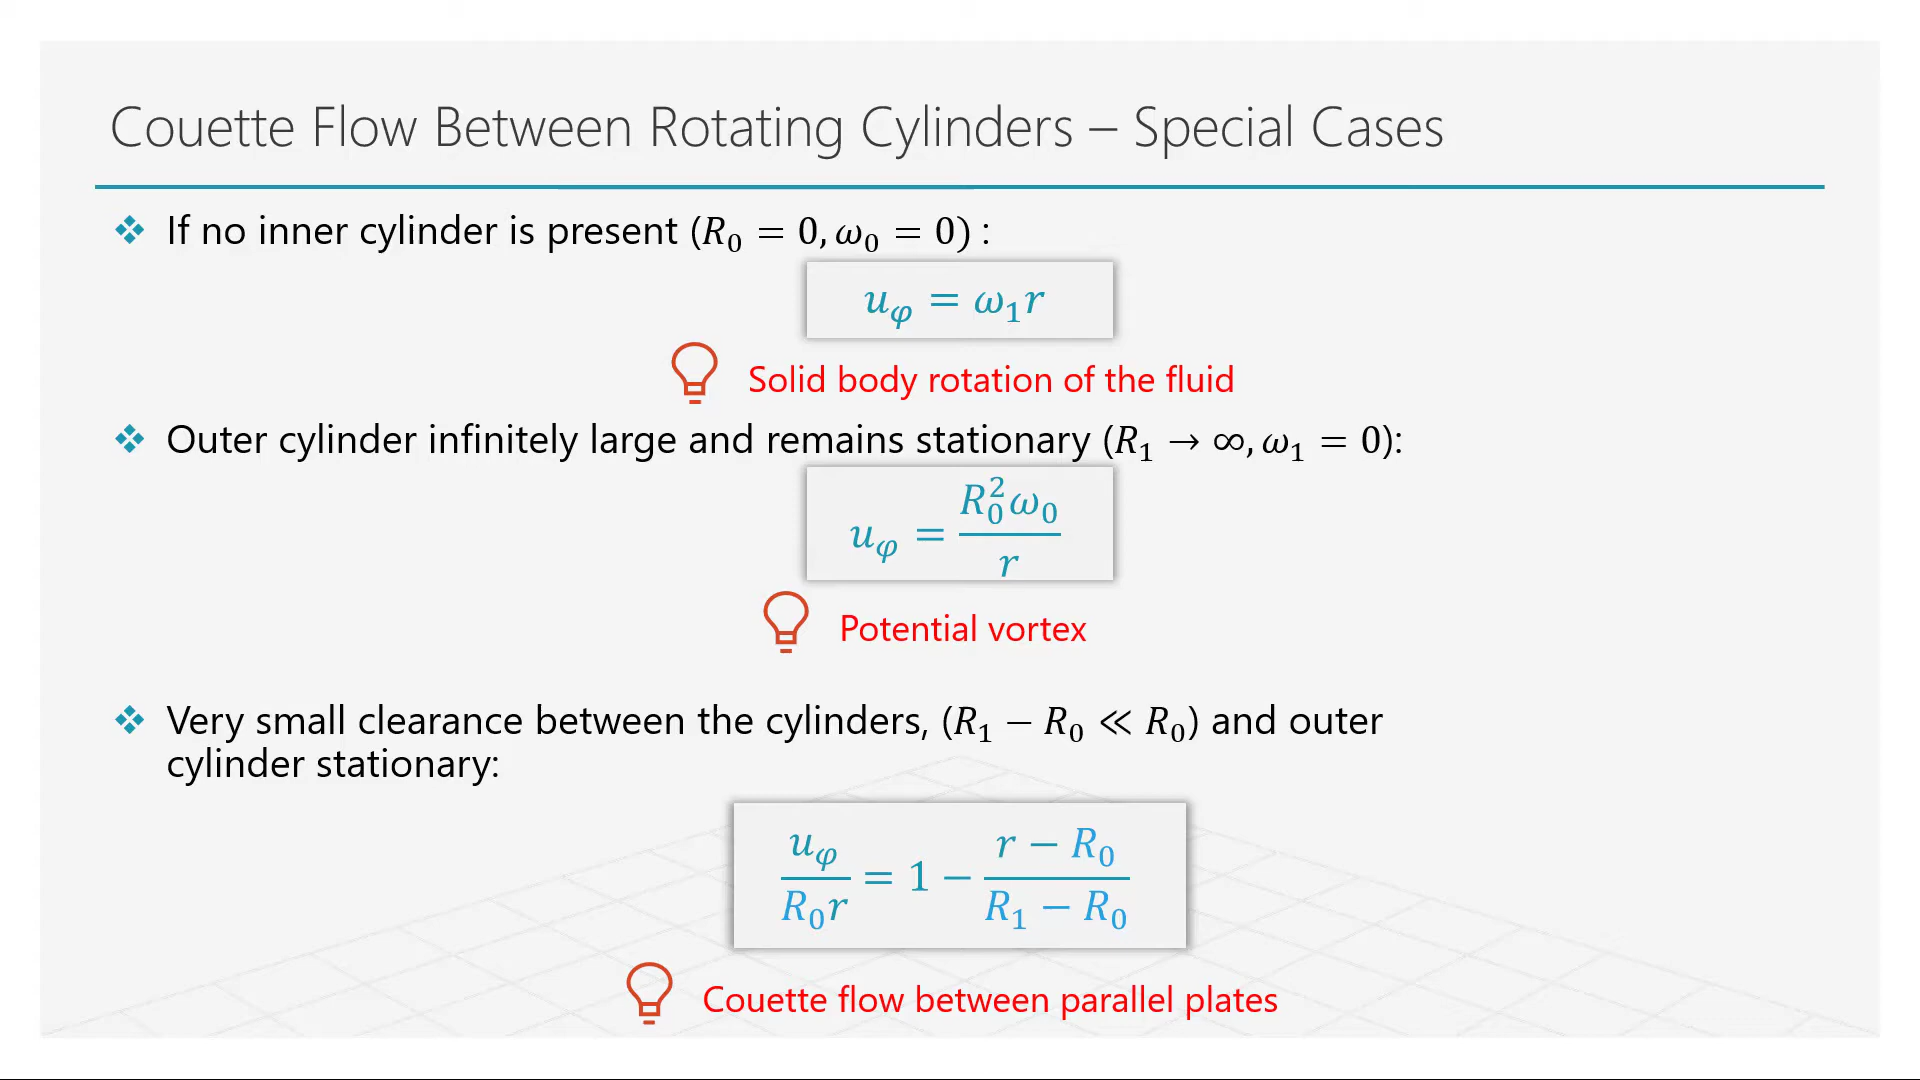 Couette Flow Between Rotating Cylinders – Special Cases
❖ If no inner cylinder is present (𝑅₀ = 0, 𝜔₀ = 0) :
𝑢_φ = 𝜔₁𝑟
Solid body rotation of the fluid
❖ Outer cylinder infinitely large and remains stationary (𝑅₁ → ∞, 𝜔₁ = 0):
𝑢_φ = 𝑅₀²𝜔₀ / 𝑟
Potential vortex
❖ Very small clearance between the cylinders, (𝑅₁ − 𝑅₀ ≪ 𝑅₀) and outer
cylinder stationary:
𝑢_φ / 𝑅₀𝑟 = 1 − (𝑟 − 𝑅₀) / (𝑅₁ − 𝑅₀)
Couette flow between parallel plates